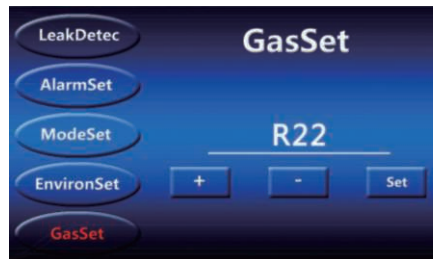 LeakDetec
GasSet
AlarmSet
ModeSet
R22
EnvironSet
+ - Set
GasSet